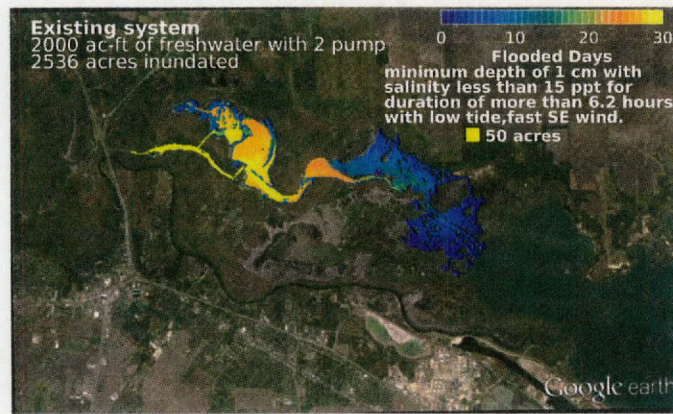 Existing system
2000 ac-ft of freshwater with 2 pump
2536 acres inundated
0 10 20 30
Flooded Days
minimum depth of 1 cm with
salinity less than 15 ppt for
duration of more than 6.2 hours
with low tide,fast SE wind.
50 acres
Google earth